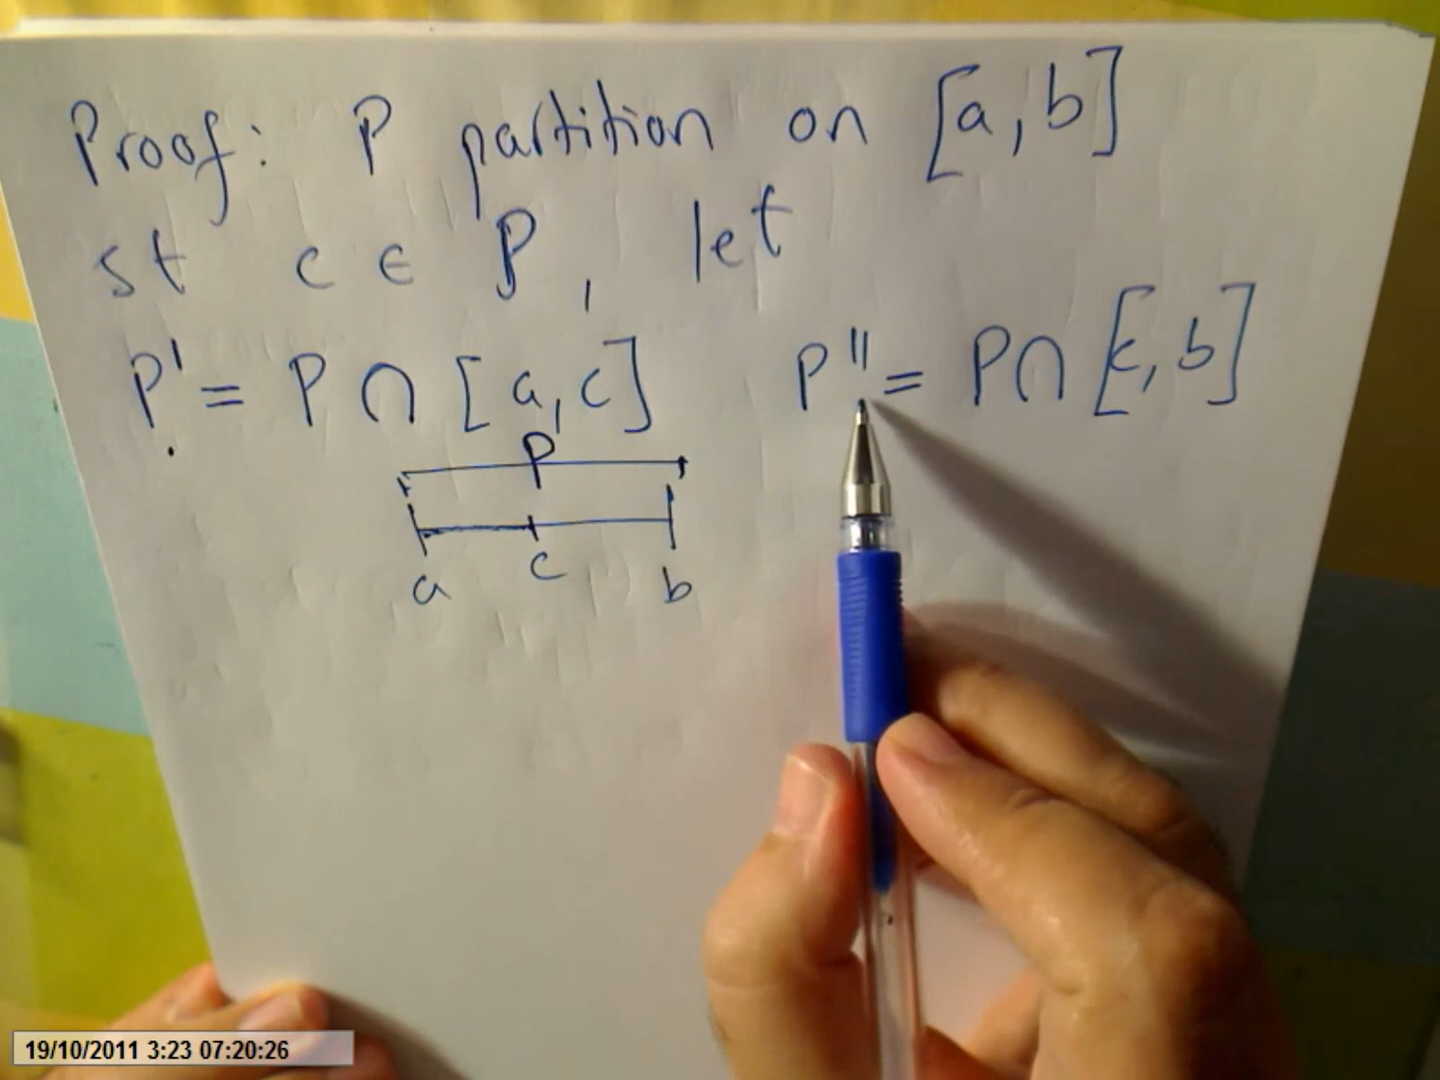 Proof: P partition on [a, b]
st c ∈ P, let
P' = P ∩ [a, c] P'' = P ∩ [c, b]
P
a c b
19/10/2011 3:23 07:20:26